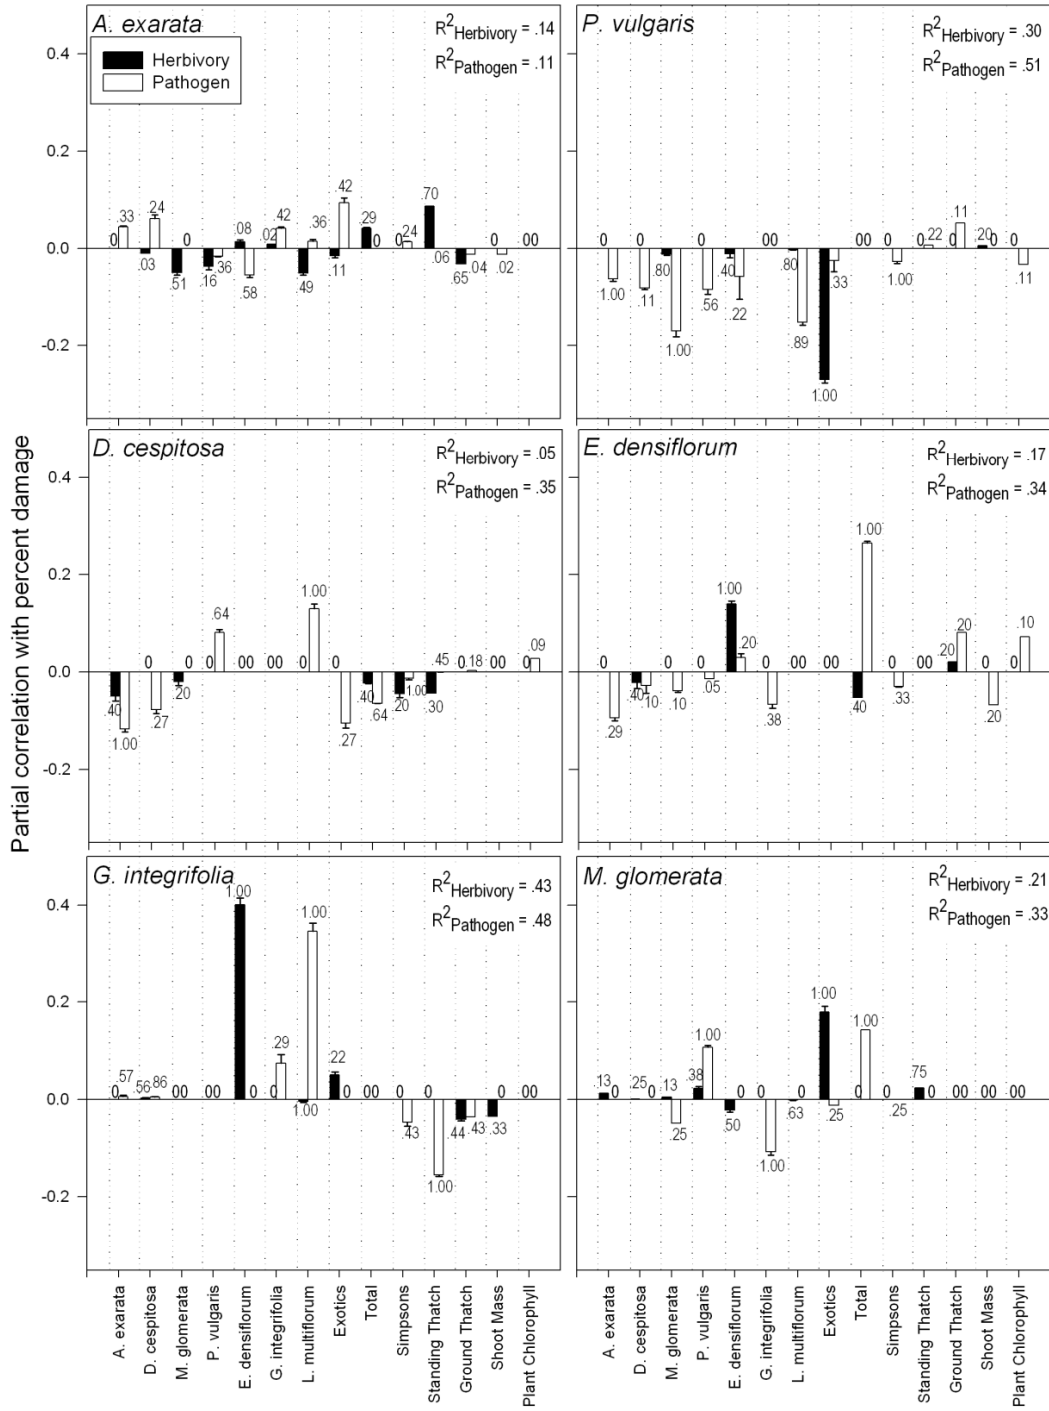 A. exarata
R2Herbivory = .14
R2Pathogen = .11
Herbivory
Pathogen
0.4
0.2
0.0
-0.2
0 .33 .03 .24 .51 0 .16 .36 .08 .58 .02 .42 .49 .36 .11 .42 .29 0 0 .24 .70 .06 .65 .04 0 .02 00
P. vulgaris
R2Herbivory = .30
R2Pathogen = .51
0 1.00 0 .11 .80 1.00 0 .56 .40 .22 00 .80 .89 1.00 .33 00 0 1.00 0 .22 0 .11 .20 0 0 .11
Partial correlation with percent damage
D. cespitosa
R2Herbivory = .05
R2Pathogen = .35
0.4
0.2
0.0
-0.2
.40 1.00 0 .27 .20 0 0 .64 00 00 0 1.00 0 .27 .40 .64 .20 1.00 .30 .45 0 .18 00 0 .09
E. densiflorum
R2Herbivory = .17
R2Pathogen = .34
0 .29 .40 .10 0 .10 0 .05 1.00 .20 0 .38 00 00 .40 1.00 0 .33 00 .20 .20 0 .20 0 .10
G. integrifolia
R2Herbivory = .43
R2Pathogen = .48
0.4
0.2
0.0
-0.2
0 .57 .56 .86 00 00 1.00 0 0 .29 1.00 1.00 .22 0 00 0 .43 0 1.00 .44 .43 .33 0 00
M. glomerata
R2Herbivory = .21
R2Pathogen = .33
.13 0 .25 0 .13 .25 .38 1.00 .50 0 0 1.00 .63 0 1.00 .25 0 1.00 0 .25 .75 0 00 00 00
A. exarata
D. cespitosa
M. glomerata
P. vulgaris
E. densiflorum
G. integrifolia
L. multiflorum
Exotics
Total
Simpsons
Standing Thatch
Ground Thatch
Shoot Mass
Plant Chlorophyll
A. exarata
D. cespitosa
M. glomerata
P. vulgaris
E. densiflorum
G. integrifolia
L. multiflorum
Exotics
Total
Simpsons
Standing Thatch
Ground Thatch
Shoot Mass
Plant Chlorophyll